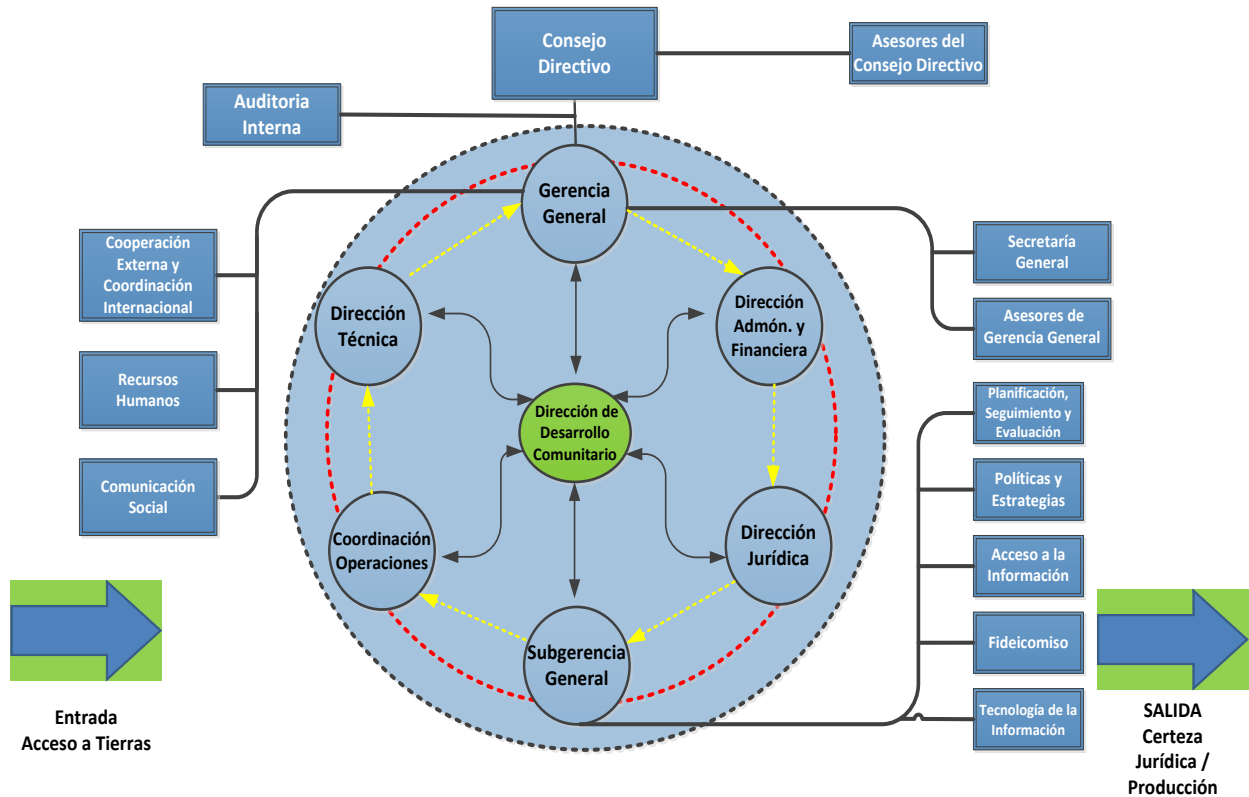 Consejo
Directivo
Asesores del
Consejo Directivo
Auditoria
Interna
Gerencia
General
Cooperación
Externa y
Coordinación
Internacional
Secretaría
General
Dirección
Técnica
Dirección
Admón. y
Financiera
Asesores de
Gerencia General
Recursos
Humanos
Dirección de
Desarrollo
Comunitario
Planificación,
Seguimiento y
Evaluación
Comunicación
Social
Políticas y
Estrategias
Coordinación
Operaciones
Dirección
Jurídica
Acceso a la
Información
Subgerencia
General
Fideicomiso
Tecnología de la
Información
Entrada
Acceso a Tierras
SALIDA
Certeza
Jurídica /
Producción